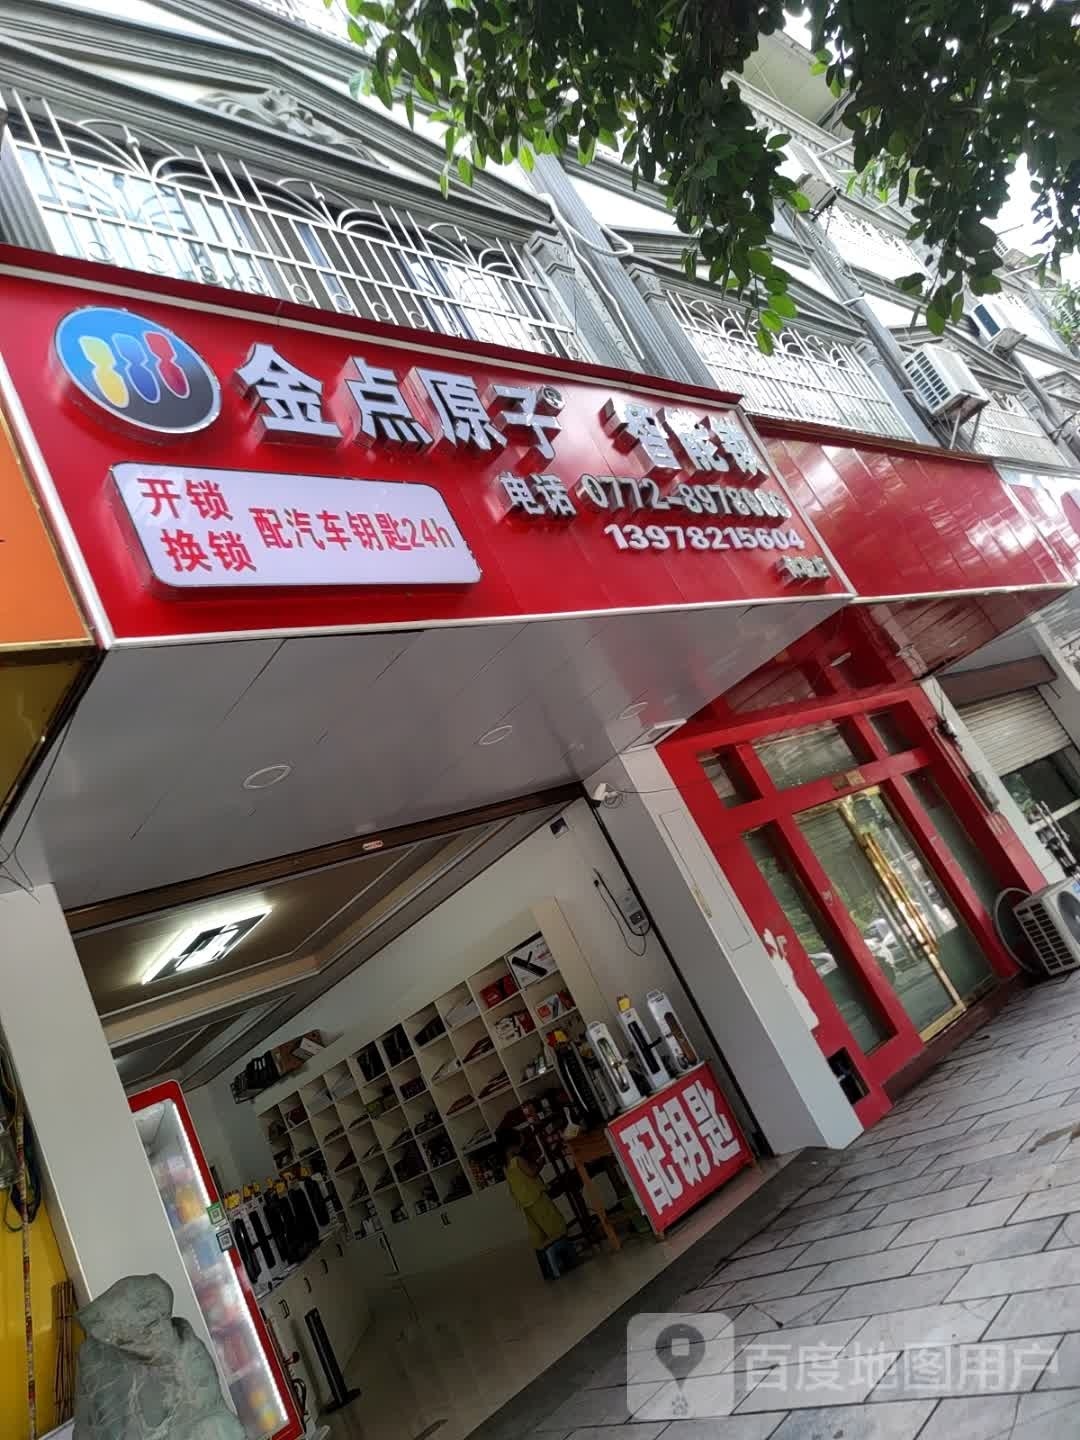 金点原子® 智能锁
开锁
换锁
配汽车钥匙24h
电话 0772-8978986
13978215604
配钥匙
百度地图用户